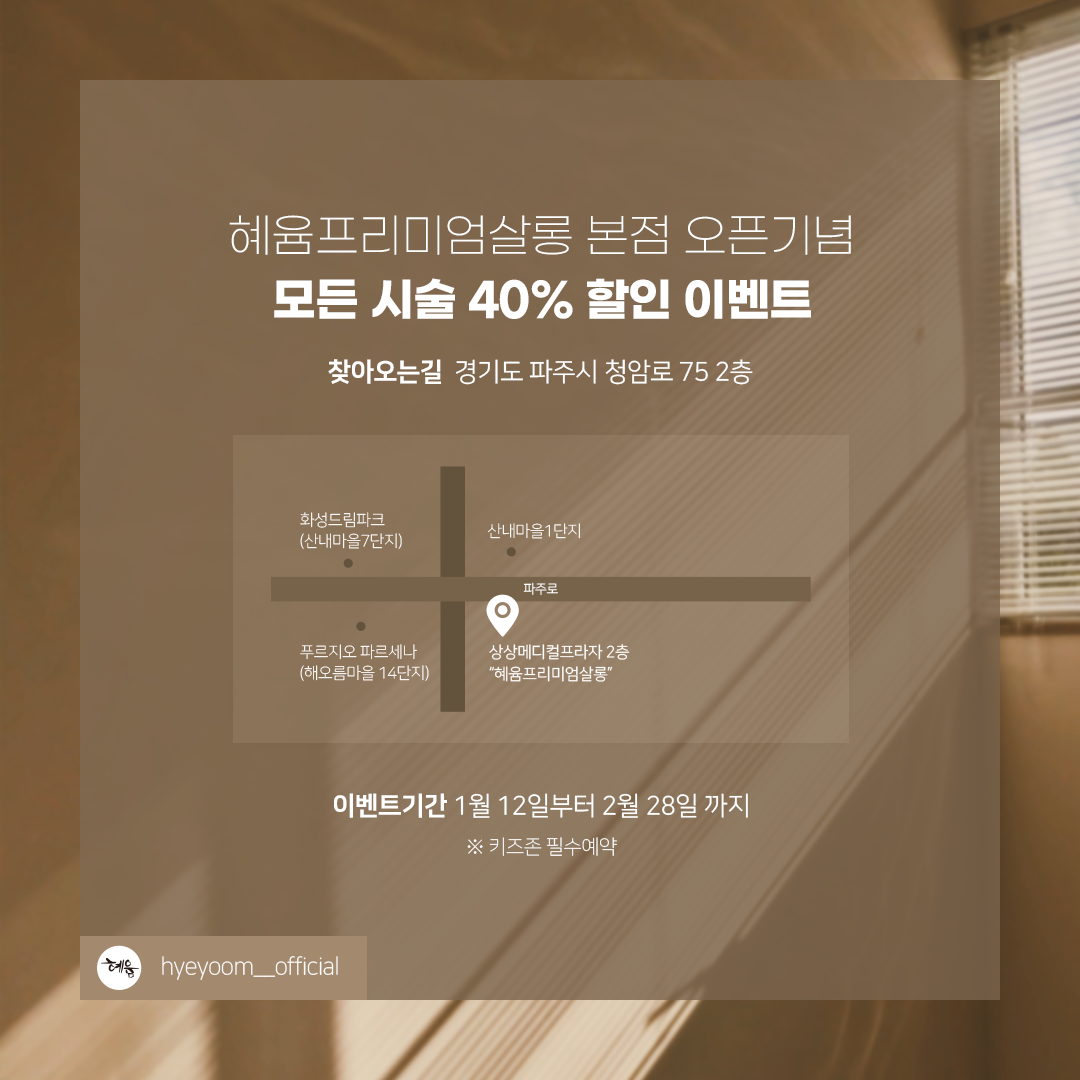 혜윰프리미엄살롱 본점 오픈기념
모든 시술 40% 할인 이벤트
찾아오는길 경기도 파주시 청암로 75 2층
화성드림파크
(산내마을7단지)
산내마을1단지
파주로
푸르지오 파르세나
(해오름마을 14단지)
상상메디컬프라자 2층
“혜윰프리미엄살롱”
이벤트기간 1월 12일부터 2월 28일 까지
※ 키즈존 필수예약
혜윰
hyeyoom__official